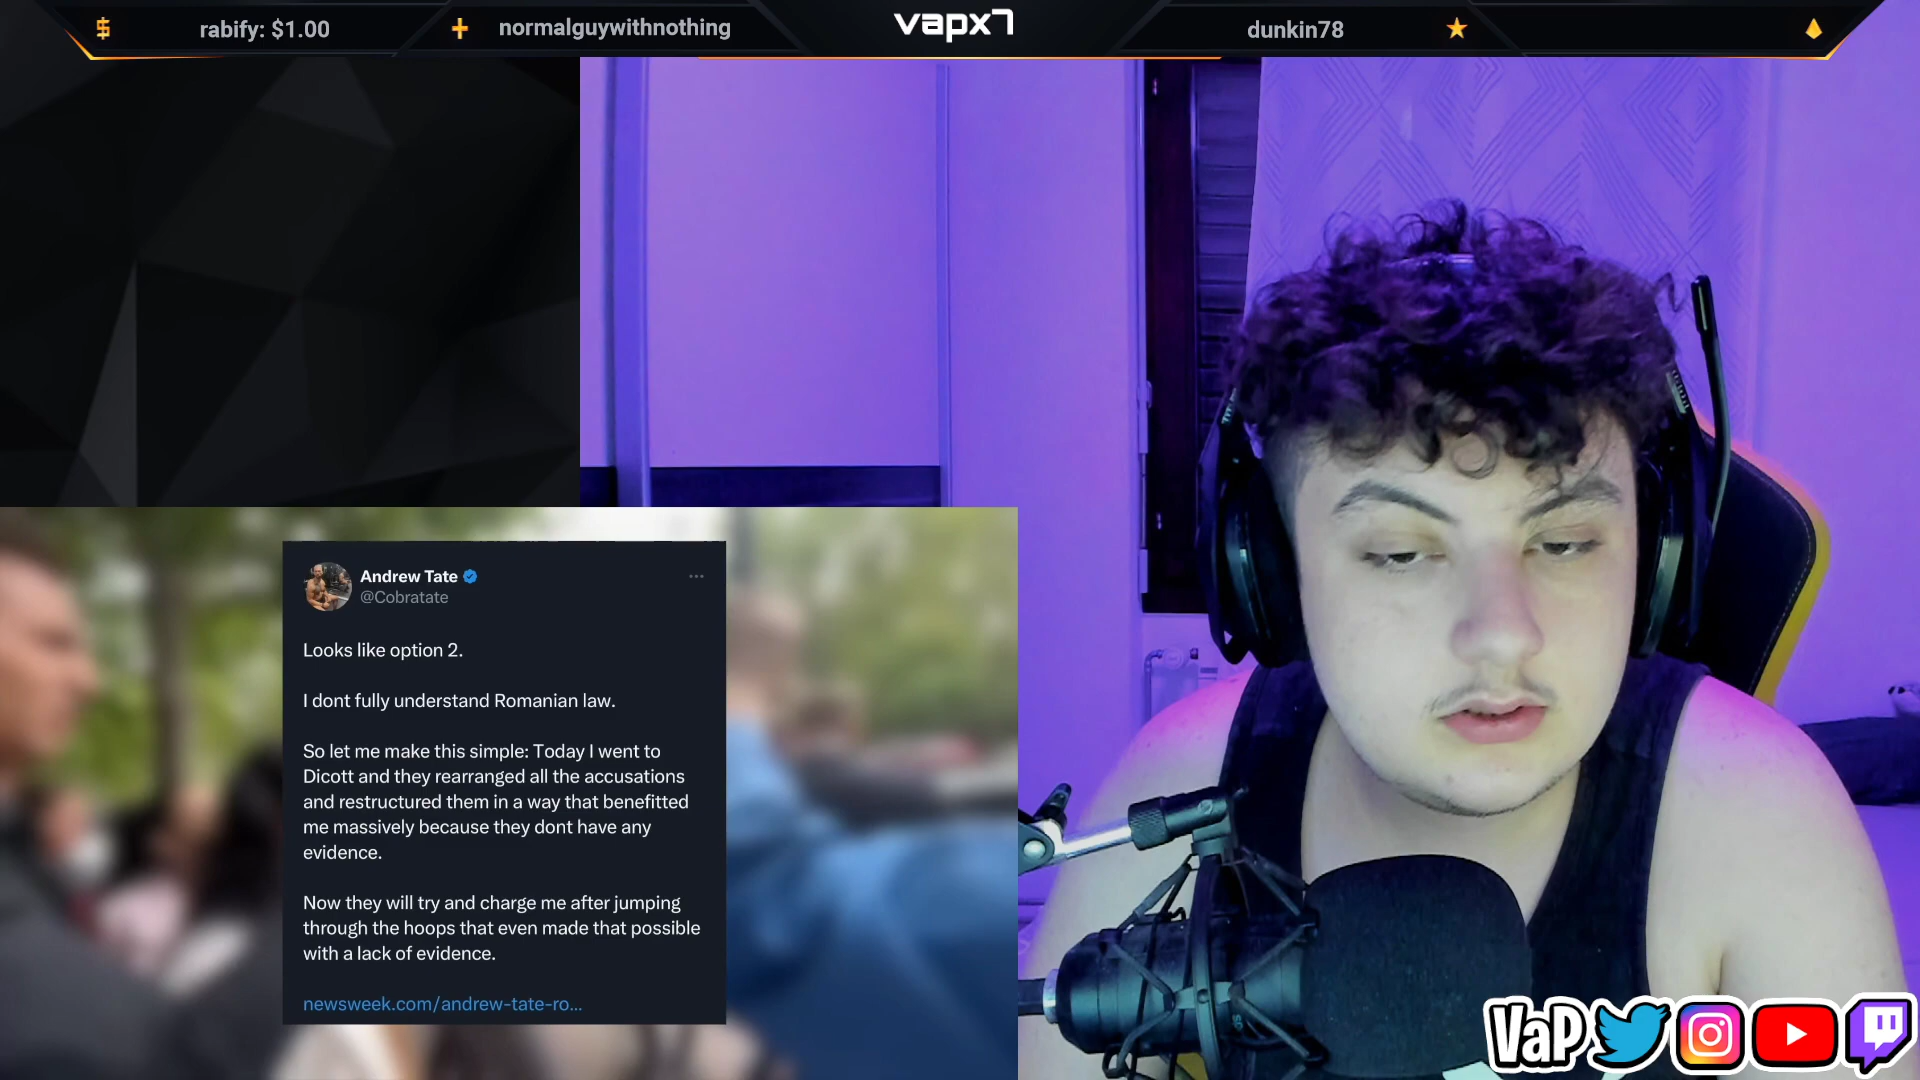 rabify: $1.00
normalguywithnothing
vapx7
dunkin78
Andrew Tate
@Cobratate
Looks like option 2.
I dont fully understand Romanian law.
So let me make this simple: Today I went to
Dicott and they rearranged all the accusations
and restructured them in a way that benefitted
me massively because they dont have any
evidence.
Now they will try and charge me after jumping
through the hoops that even made that possible
with a lack of evidence.
newsweek.com/andrew-tate-ro...
VaP